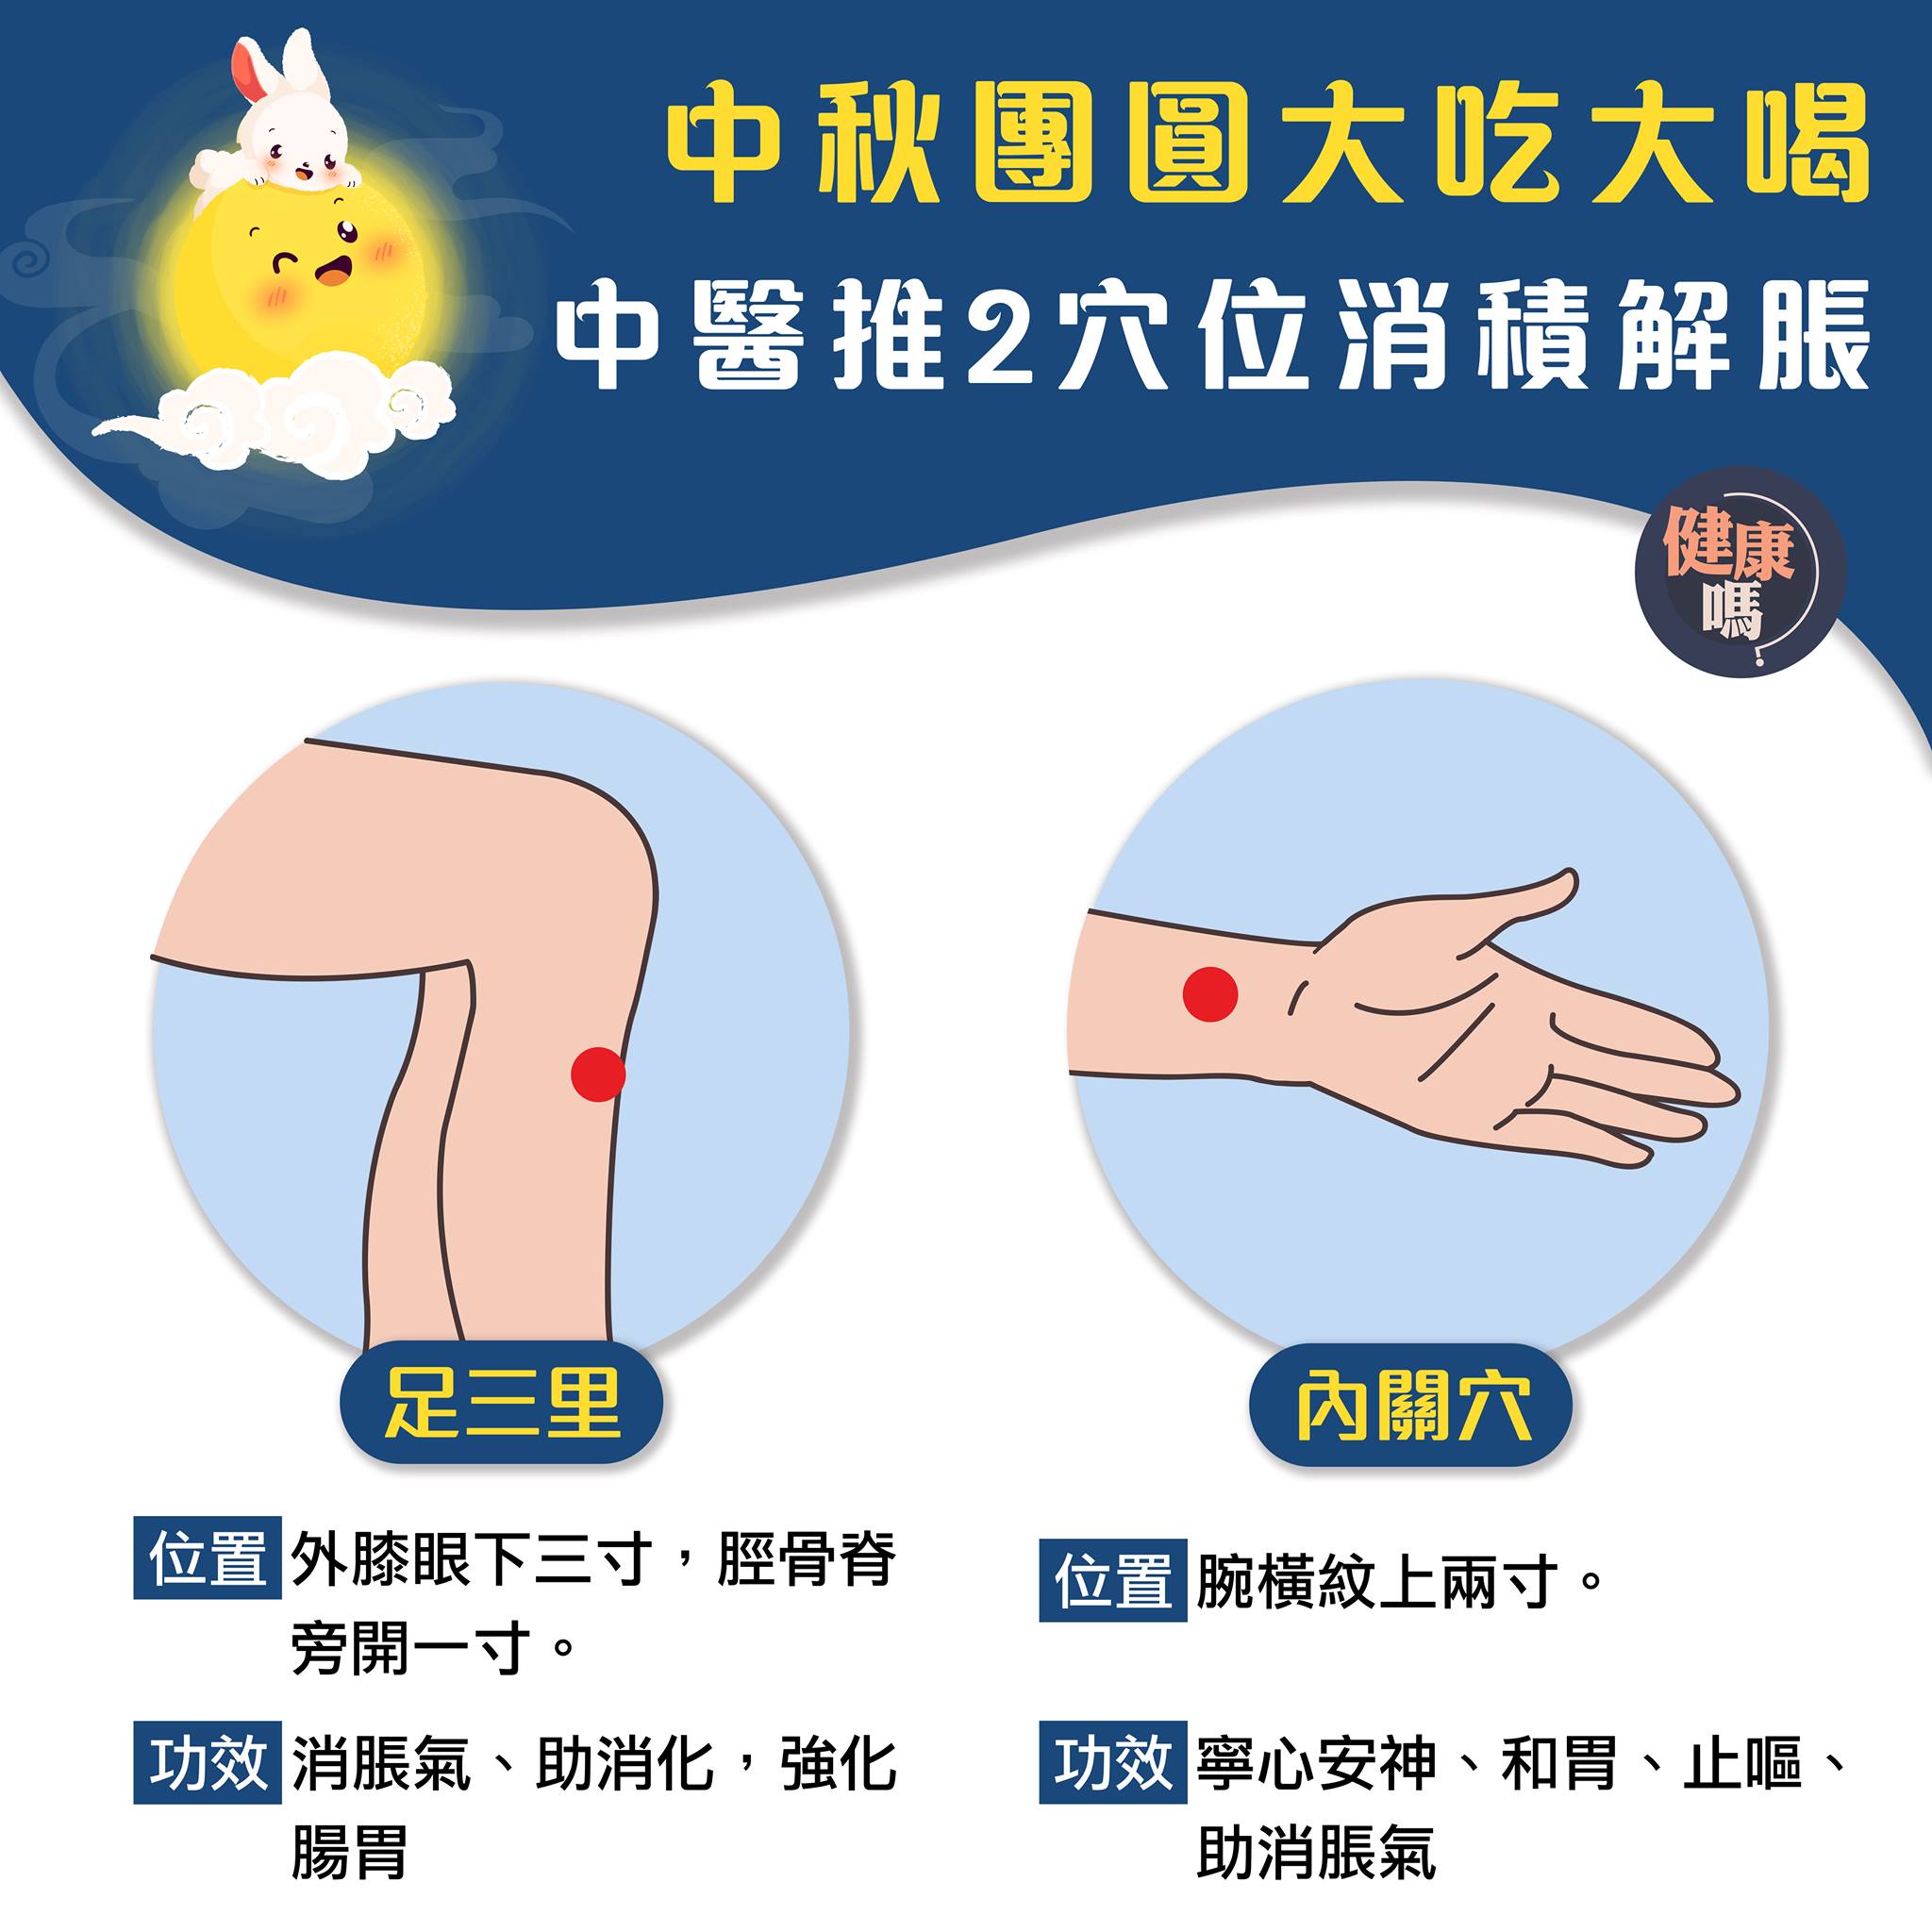 中秋團圓大吃大喝
中醫推2穴位消積解脹
健康
嗎
足三里
位置 外膝眼下三寸，脛骨脊
旁開一寸。
功效 消脹氣、助消化，強化
腸胃
內關穴
位置 腕橫紋上兩寸。
功效 寧心安神、和胃、止嘔、
助消脹氣